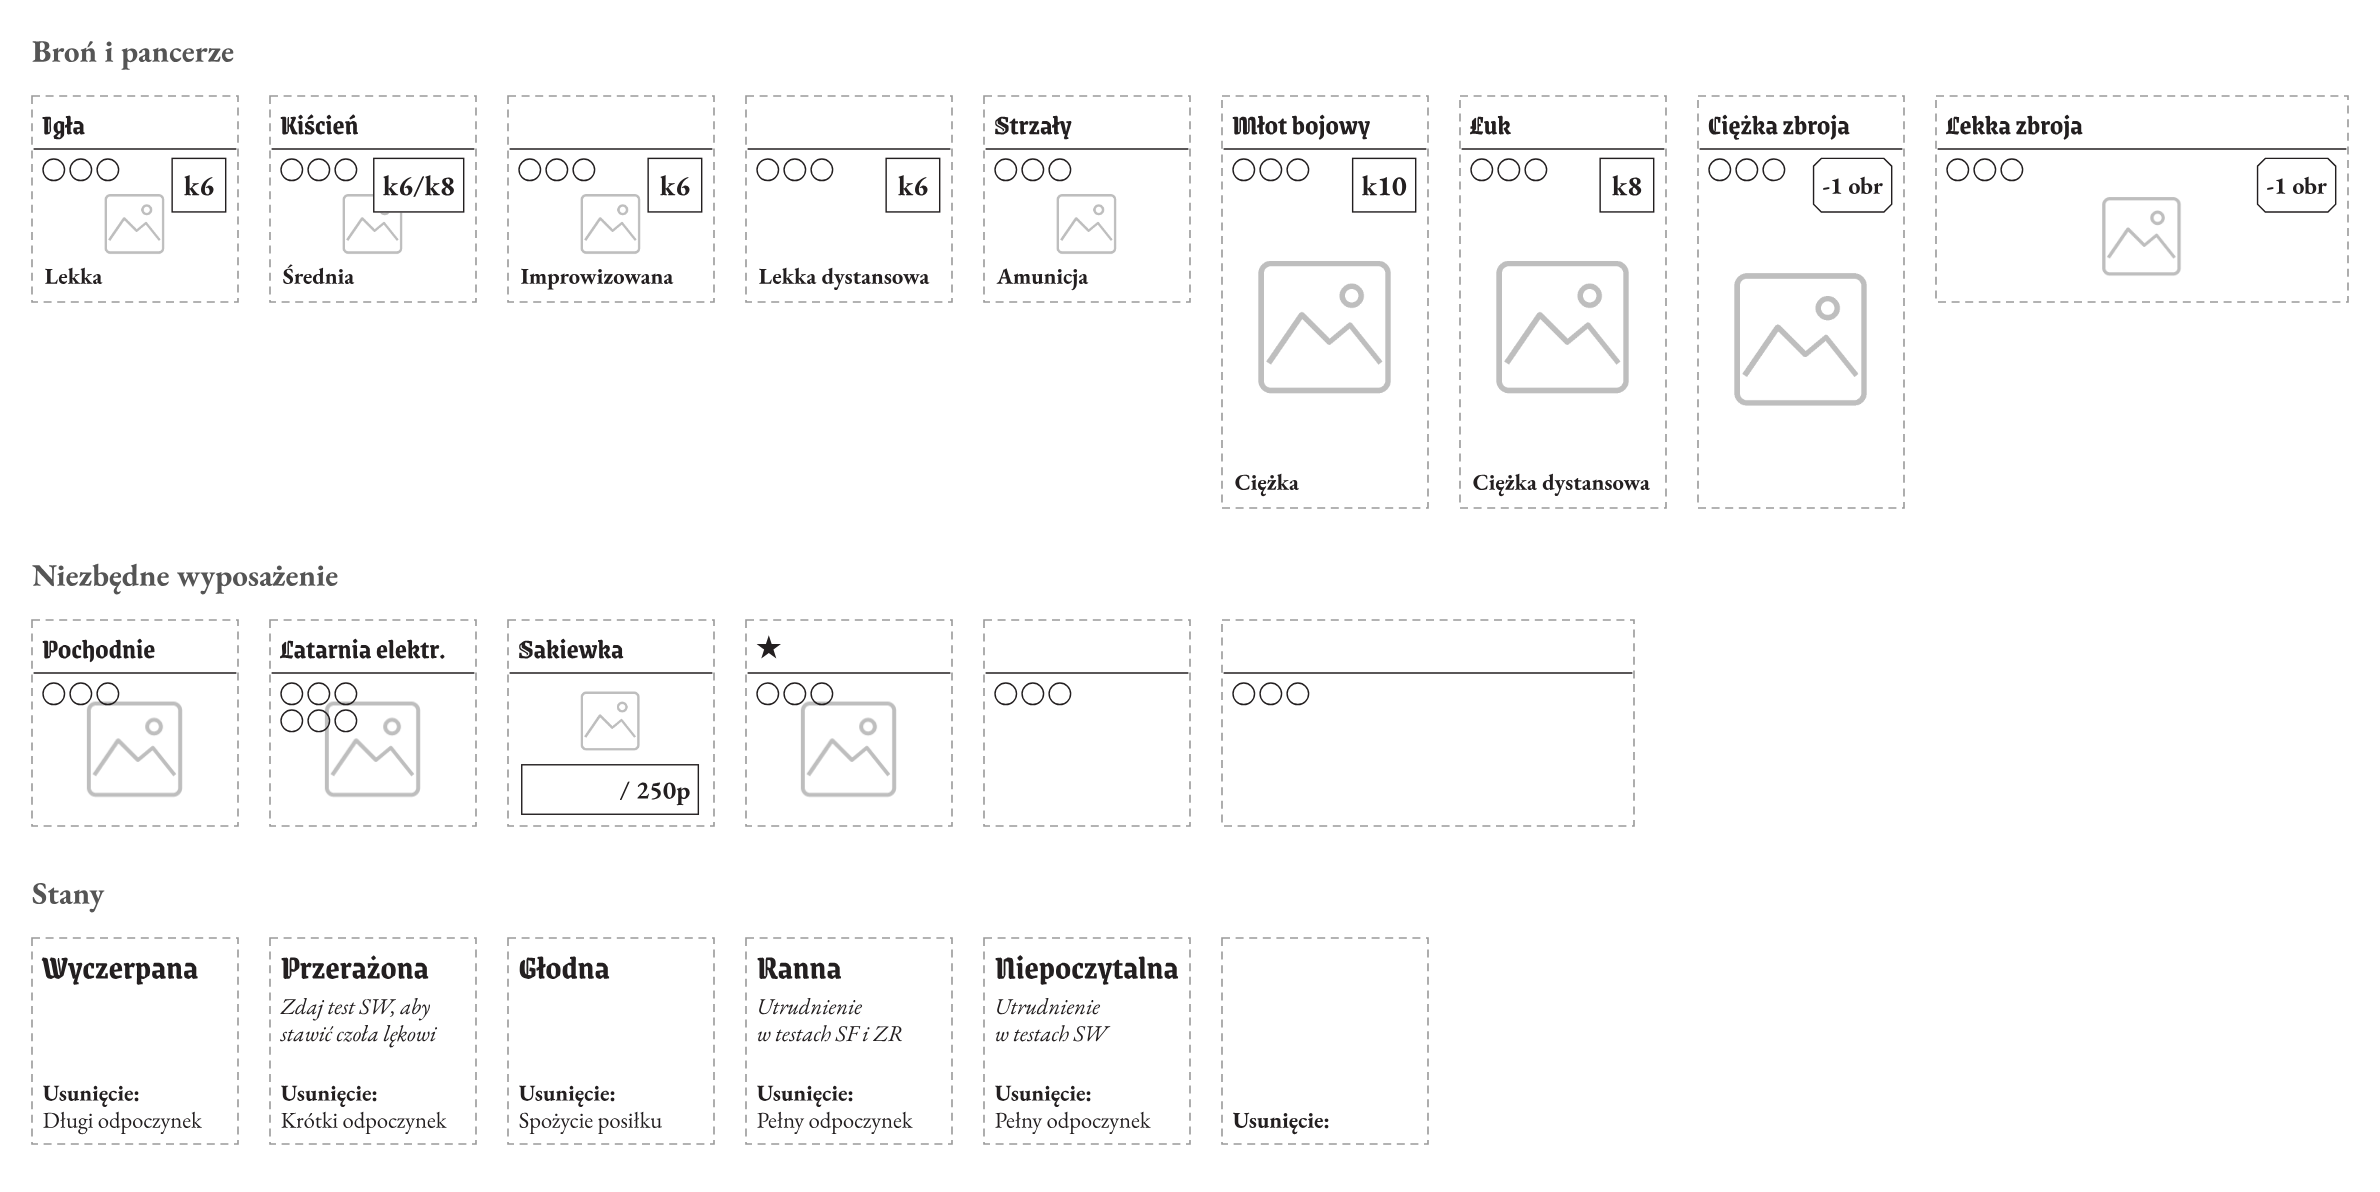 Broń i pancerze
Igła
k6
Lekka
Kiścień
k6/k8
Średnia
k6
Improwizowana
k6
Lekka dystansowa
Strzały
Amunicja
Młot bojowy
k10
Ciężka
Łuk
k8
Ciężka dystansowa
Ciężka zbroja
-1 obr
Lekka zbroja
-1 obr
Niezbędne wyposażenie
Pochodnie
Latarnia elektr.
Sakiewka
/ 250p
★
Stany
Wyczerpana
Usunięcie:
Długi odpoczynek
Przerażona
Zdaj test SW, aby
stawić czoła lękowi
Usunięcie:
Krótki odpoczynek
Głodna
Usunięcie:
Spożycie posiłku
Ranna
Utrudnienie
w testach SF i ZR
Usunięcie:
Pełny odpoczynek
Niepoczytalna
Utrudnienie
w testach SW
Usunięcie:
Pełny odpoczynek
Usunięcie: